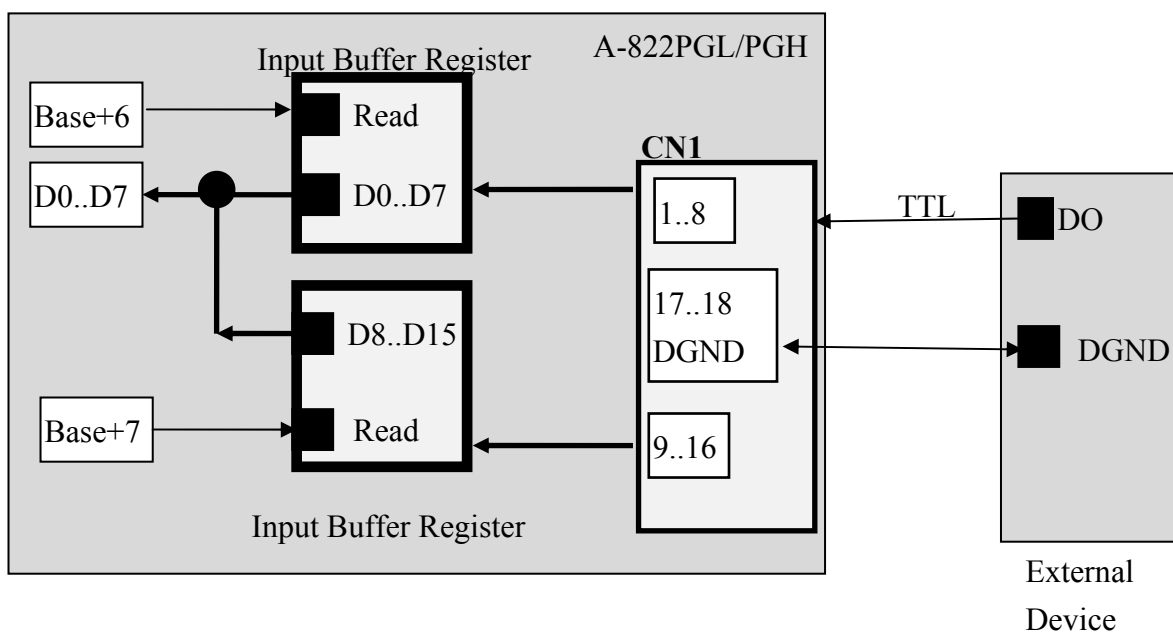 A-822PGL/PGH
Input Buffer Register
Base+6
Read
CN1
D0..D7
D0..D7
1..8
TTL
DO
17..18
DGND
D8..D15
DGND
Base+7
Read
9..16
Input Buffer Register
External
Device